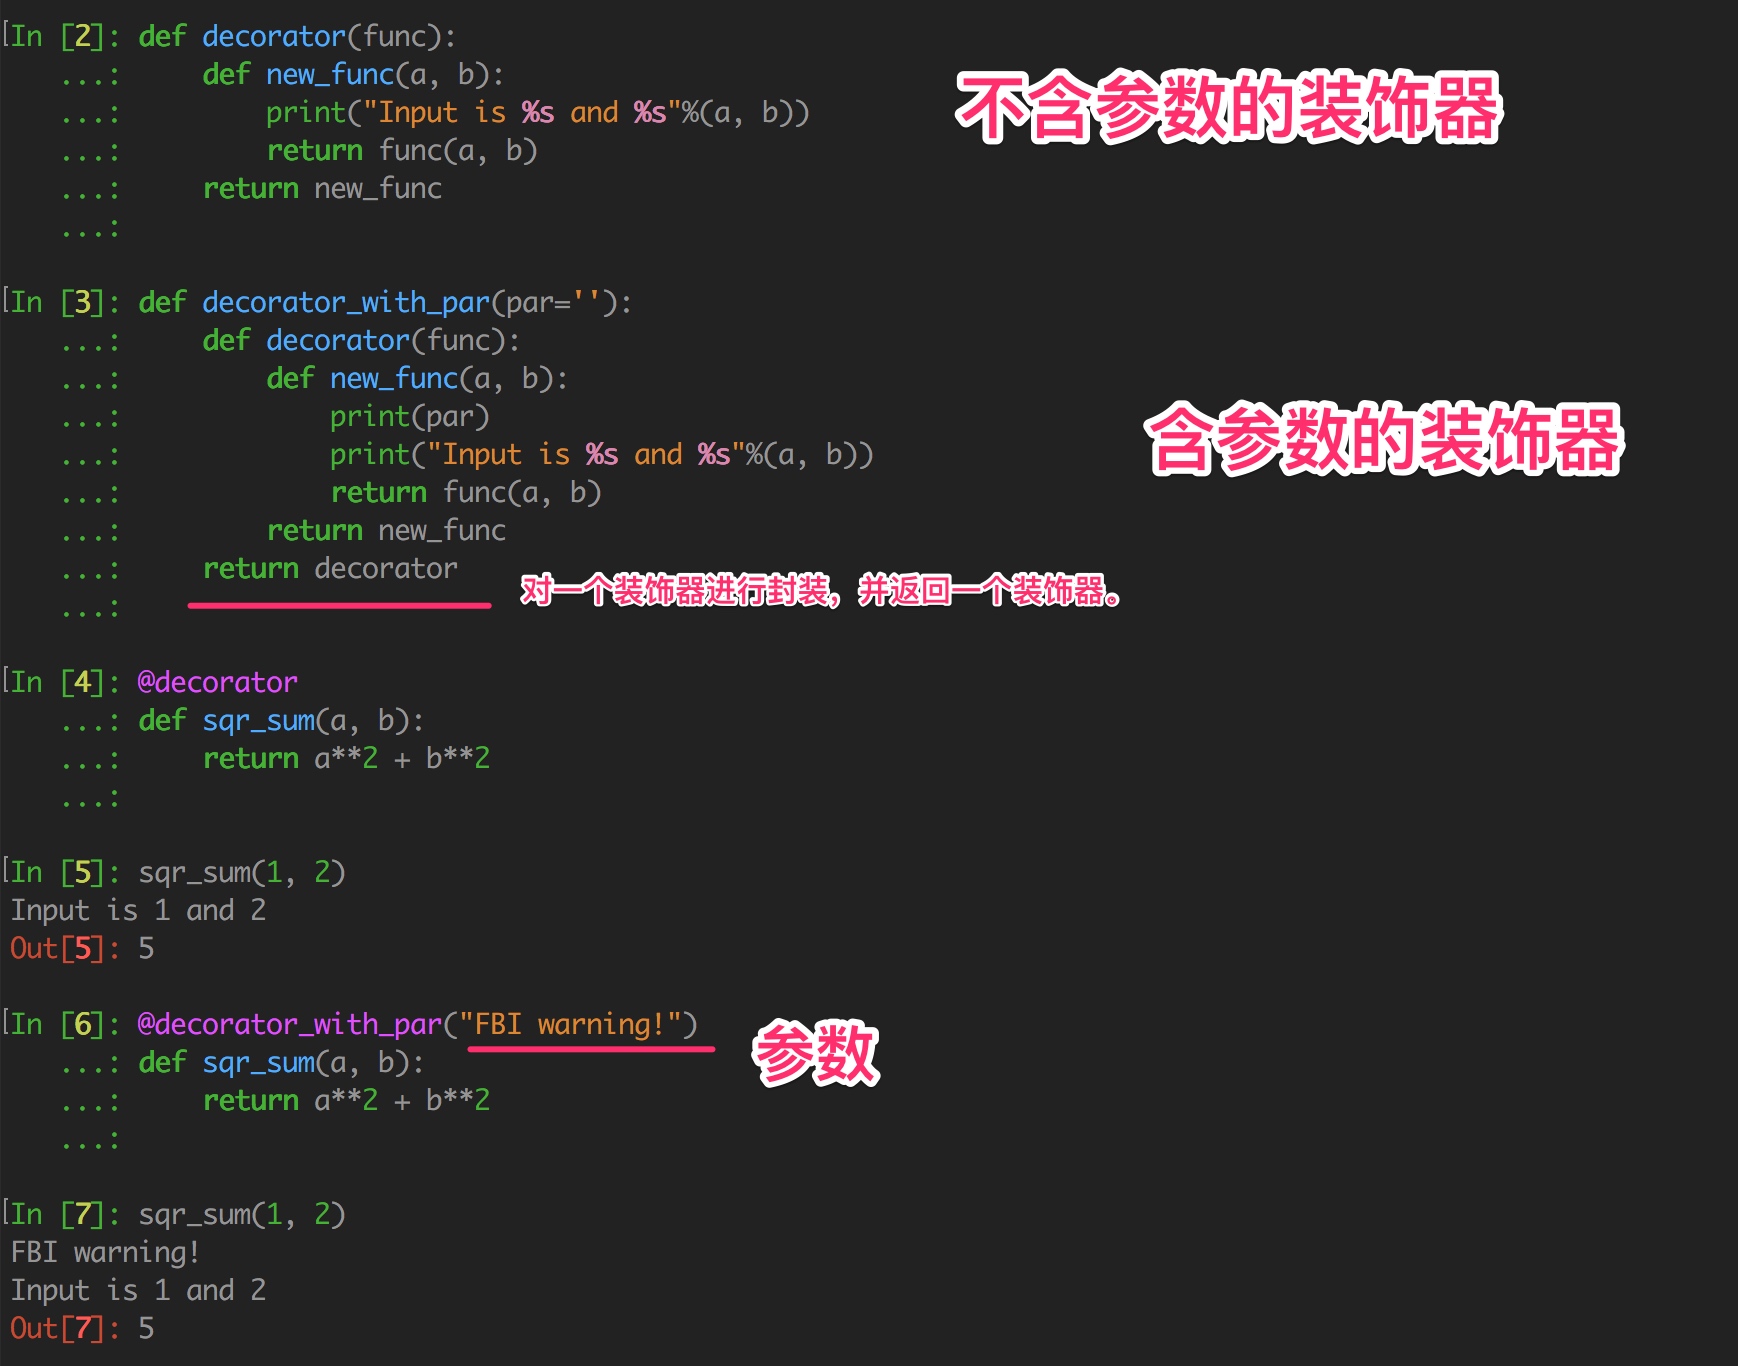 In [2]: def decorator(func):
   ...:     def new_func(a, b):
   ...:         print("Input is %s and %s"%(a, b))
不含参数的装饰器
   ...:         return func(a, b)
   ...:     return new_func
   ...:
In [3]: def decorator_with_par(par=''):
   ...:     def decorator(func):
   ...:         def new_func(a, b):
   ...:             print(par)
含参数的装饰器
   ...:             print("Input is %s and %s"%(a, b))
   ...:             return func(a, b)
   ...:         return new_func
   ...:     return decorator
对一个装饰器进行封装，并返回一个装饰器。
   ...:
In [4]: @decorator
   ...: def sqr_sum(a, b):
   ...:     return a**2 + b**2
   ...:
In [5]: sqr_sum(1, 2)
Input is 1 and 2
Out[5]: 5
In [6]: @decorator_with_par("FBI warning!")
参数
   ...: def sqr_sum(a, b):
   ...:     return a**2 + b**2
   ...:
In [7]: sqr_sum(1, 2)
FBI warning!
Input is 1 and 2
Out[7]: 5